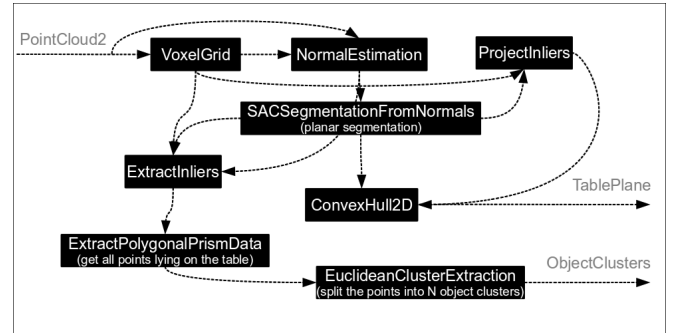 PointCloud2
VoxelGrid
NormalEstimation
ProjectInliers
SACSegmentationFromNormals
(planar segmentation)
ExtractInliers
TablePlane
ConvexHull2D
ExtractPolygonalPrismData
(get all points lying on the table)
ObjectClusters
EuclideanClusterExtraction
(split the points into N object clusters)